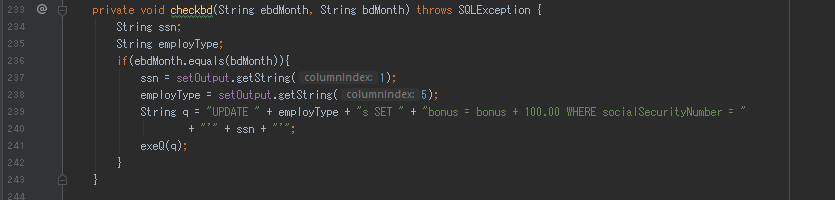 233 @ private void checkbd(String ebdMonth, String bdMonth) throws SQLException {
234 String ssn;
235 String employType;
236 if(ebdMonth.equals(bdMonth)){
237 ssn = setOutput.getString( columnIndex: 1);
238 employType = setOutput.getString( columnIndex: 5);
239 String q = "UPDATE " + employType + "s SET " + "bonus = bonus + 100.00 WHERE socialSecurityNumber = "
240 + "'" + ssn + "'";
241 exeQ(q);
242 }
243 }
244